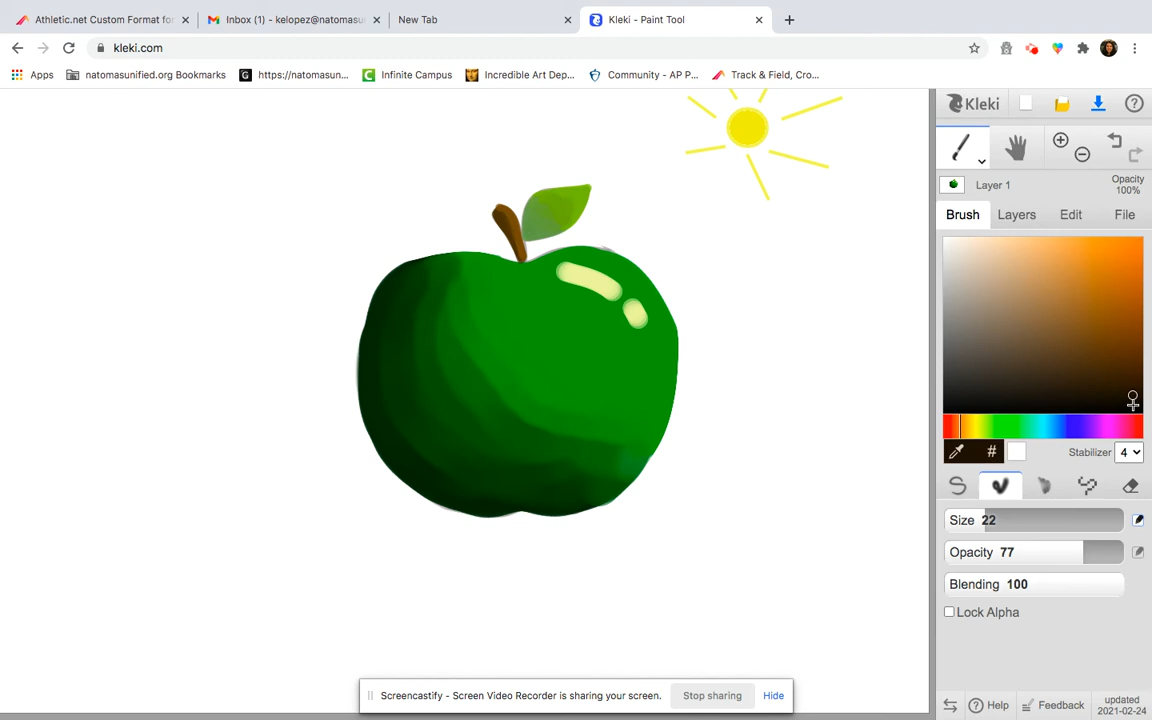 Athletic.net Custom Format for
Inbox (1) - kelopez@natomasu
New Tab
Kleki - Paint Tool
kleki.com
Apps
natomasunified.org Bookmarks
https://natomasun...
Infinite Campus
Incredible Art Dep...
Community - AP P...
Track & Field, Cro...
Kleki
Layer 1
Opacity
100%
Brush Layers Edit File
# Stabilizer 4
Size 22
Opacity 77
Blending 100
Lock Alpha
Screencastify - Screen Video Recorder is sharing your screen. Stop sharing Hide
Help Feedback updated
2021-02-24